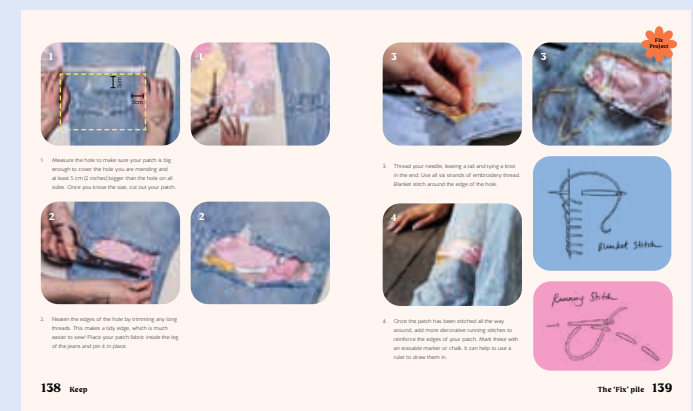 1
5cm
5cm
1
1. Measure the hole to make sure your patch is big
enough to cover the hole you are mending and
at least 5 cm (2 inches) bigger than the hole on all
sides. Once you know the size, cut out your patch.
2
2
2. Neaten the edges of the hole by trimming any long
threads. This makes a tidy edge, which is much
easier to sew! Place your patch fabric inside the leg
of the jeans and pin it in place.
138 Keep
Fix
Project
3
3
3. Thread your needle, leaving a tail and tying a knot
in the end. Use all six strands of embroidery thread.
Blanket stitch around the edge of the hole.
Blanket Stitch
4
4. Once the patch has been stitched all the way
around, add more decorative running stitches to
reinforce the edges of your patch. Mark these with
an erasable marker or chalk. It can help to use a
ruler to draw them in.
Running Stitch
The ‘Fix’ pile 139